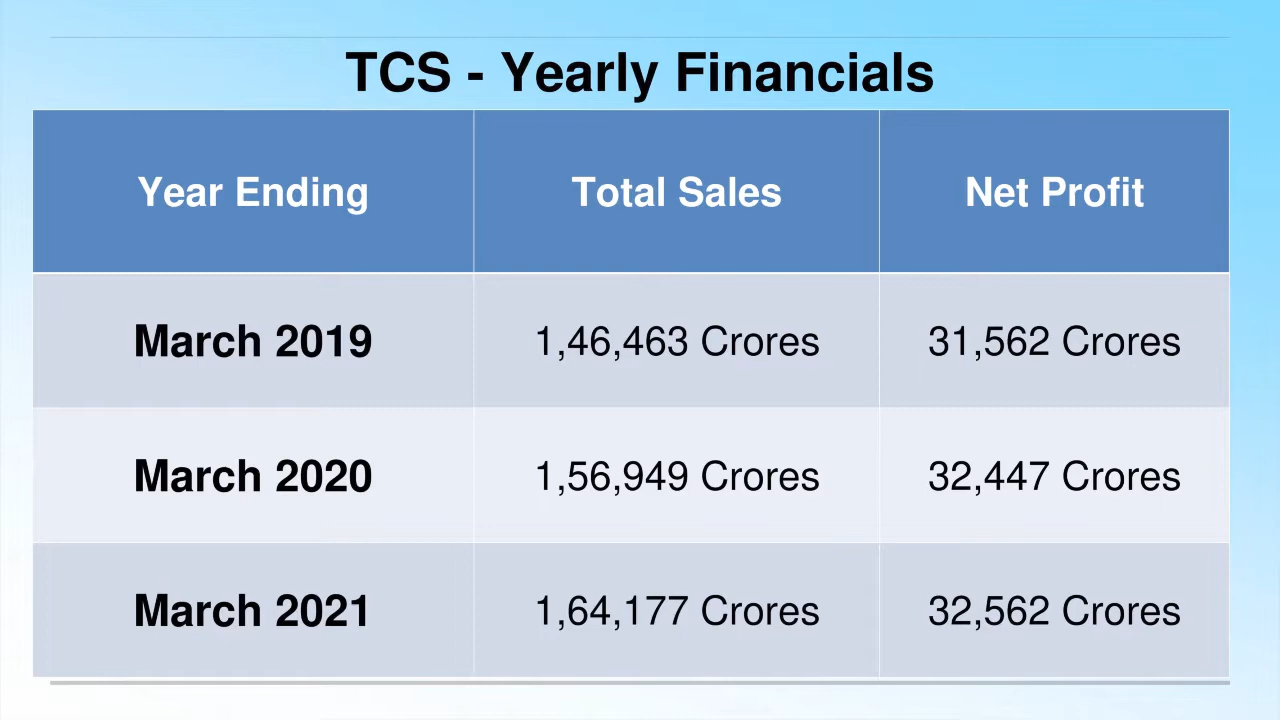 TCS - Yearly Financials
Year Ending Total Sales Net Profit
March 2019 1,46,463 Crores 31,562 Crores
March 2020 1,56,949 Crores 32,447 Crores
March 2021 1,64,177 Crores 32,562 Crores